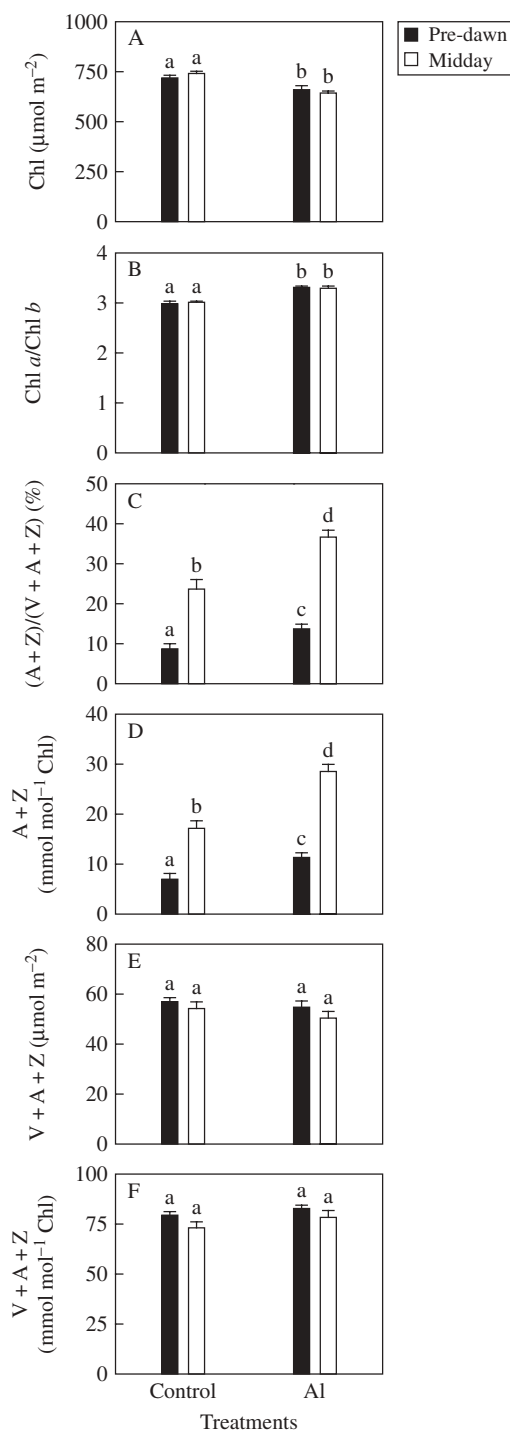 Pre-dawn
Midday
A
Chl (μmol m⁻²)
1000
750
500
250
0
a a
b b
B
Chl a/Chl b
4
3
2
1
0
a a
b b
C
(A + Z)/(V + A + Z) (%)
50
40
30
20
10
0
a
b
c
d
D
A + Z
(mmol mol⁻¹ Chl)
40
30
20
10
0
a
b
c
d
E
V + A + Z (μmol m⁻²)
80
60
40
20
0
a a
a a
F
V + A + Z
(mmol mol⁻¹ Chl)
100
75
50
25
0
a a
a a
Control Al
Treatments